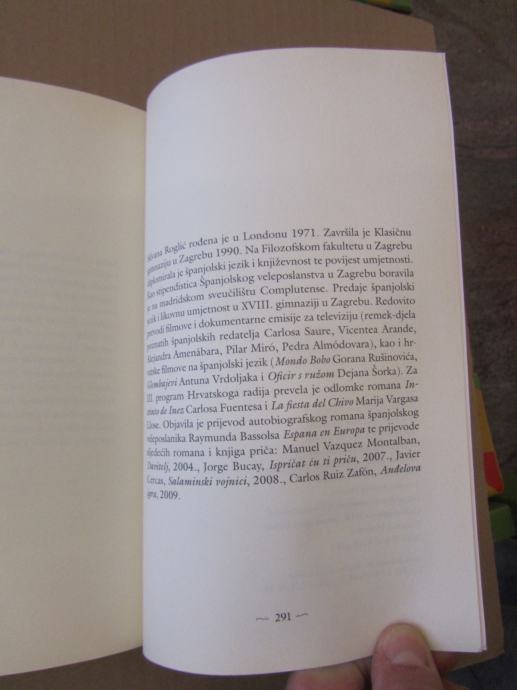 Silvana Roglić rođena je u Londonu 1971. Završila je Klasičnu
gimnaziju u Zagrebu 1990. Na Filozofskom fakultetu u Zagrebu
diplomirala je španjolski jezik i književnost te povijest umjetnosti.
Kao stipendistica Španjolskog veleposlanstva u Zagrebu boravila
je na madridskom sveučilištu Complutense. Predaje španjolski
jezik i likovnu umjetnost u XVIII. gimnaziji u Zagrebu. Redovito
prevodi filmove i dokumentarne emisije za televiziju (remek-djela
poznatih španjolskih redatelja Carlosa Saure, Vicentea Arande,
Alejandra Amenábara, Pilar Miró, Pedra Almódovara), kao i hr-
vatske filmove na španjolski jezik (Mondo Bobo Gorana Rušinovića,
Glembajevi Antuna Vrdoljaka i Oficir s ružom Dejana Šorka). Za
III. program Hrvatskoga radija prevela je odlomke romana In-
stinto de Inez Carlosa Fuentesa i La fiesta del Chivo Marija Vargasa
Llose. Objavila je prijevod autobiografskog romana španjolskog
veleposlanika Raymunda Bassolsa Espana en Europa te prijevode
sljedećih romana i knjiga priča: Manuel Vazquez Montalban,
Davitelj, 2004., Jorge Bucay, Ispričat ću ti priču, 2007., Javier
Cercas, Salaminski vojnici, 2008., Carlos Ruiz Zafón, Anđelova
igra, 2009.
291